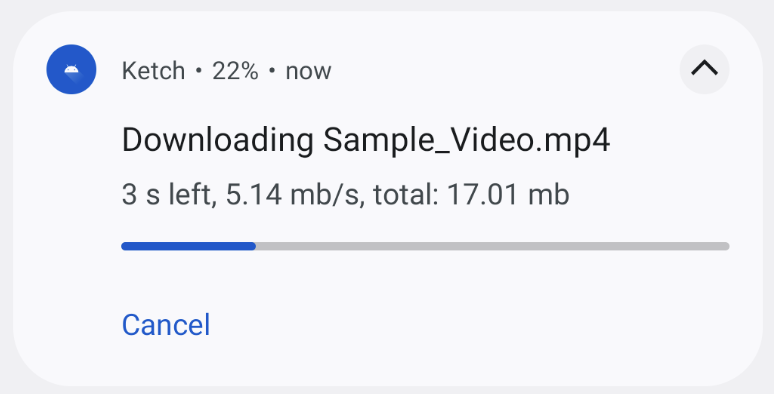 Ketch • 22% • now
Downloading Sample_Video.mp4
3 s left, 5.14 mb/s, total: 17.01 mb
Cancel